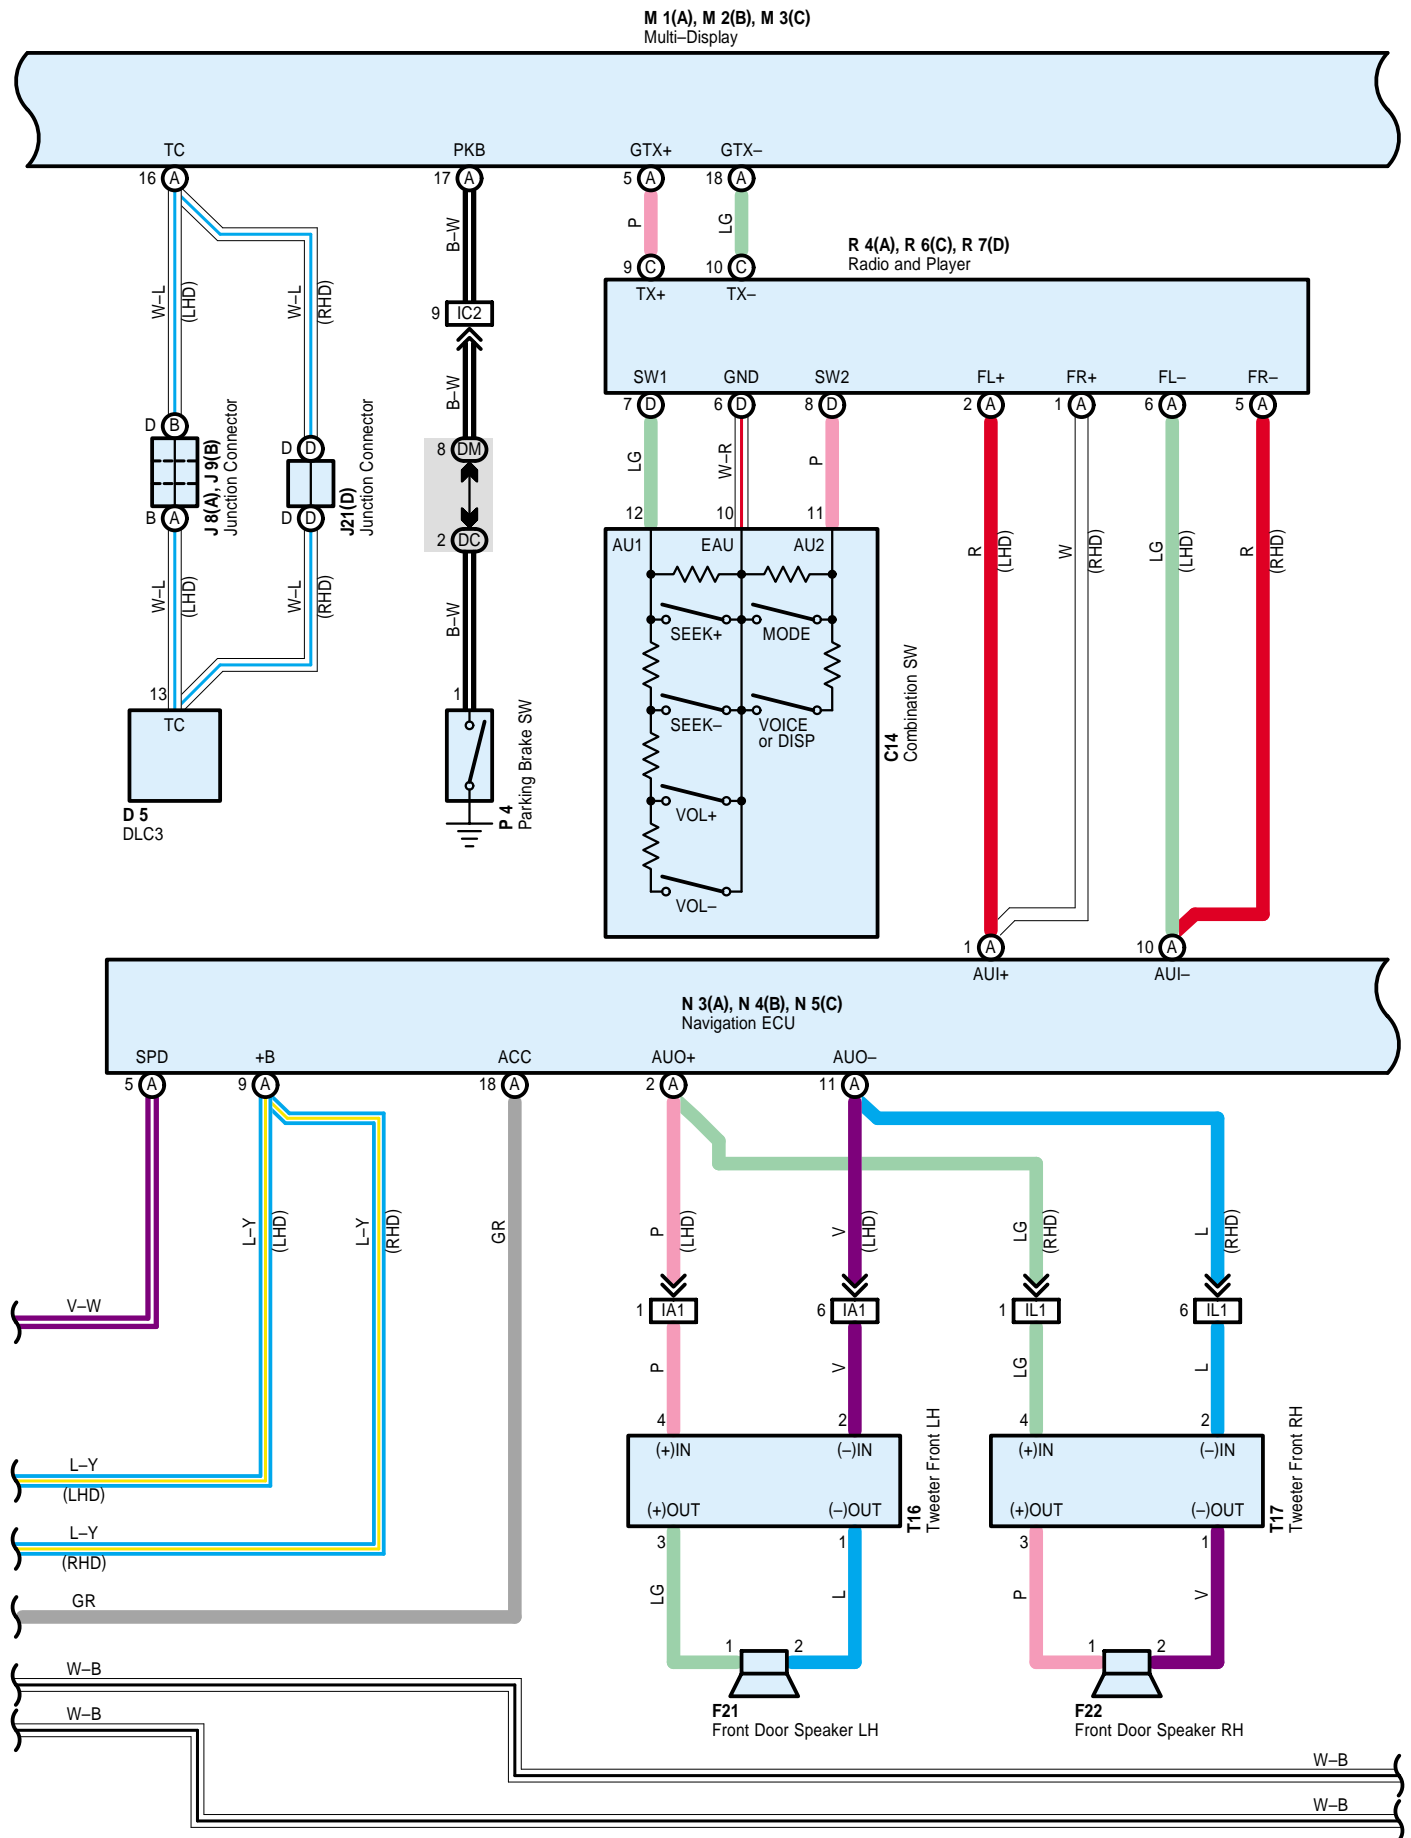 M 1(A), M 2(B), M 3(C)
Multi–Display
TC
PKB
GTX+
GTX–
16 A
17 A
5 A
18 A
P
LG
B–W
R 4(A), R 6(C), R 7(D)
Radio and Player
9 C
10 C
TX+
TX–
W–L
(LHD)
W–L
(RHD)
9 IC2
SW1
GND
SW2
FL+
FR+
FL–
FR–
7 D
6 D
8 D
2 A
1 A
6 A
5 A
B–W
D B
D D
B A
D D
J 8(A), J 9(B)
Junction Connector
J21(D)
Junction Connector
8 DM
2 DC
LG
W–R
P
12
10
11
AU1
EAU
AU2
R
(LHD)
W
(RHD)
LG
(LHD)
R
(RHD)
W–L
(LHD)
W–L
(RHD)
B–W
SEEK+
MODE
SEEK–
VOICE
or DISP
VOL+
VOL–
C14
Combination SW
13
TC
D 5
DLC3
1
P 4
Parking Brake SW
1 A
10 A
AUI+
AUI–
N 3(A), N 4(B), N 5(C)
Navigation ECU
SPD
+B
ACC
AUO+
AUO–
5 A
9 A
18 A
2 A
11 A
L–Y
(LHD)
L–Y
(RHD)
GR
P
(LHD)
V
(LHD)
LG
(RHD)
L
(RHD)
V–W
1 IA1
6 IA1
1 IL1
6 IL1
P
V
LG
L
4
2
4
2
(+)IN
(–)IN
(+)IN
(–)IN
(+)OUT
(–)OUT
(+)OUT
(–)OUT
T16
Tweeter Front LH
T17
Tweeter Front RH
L–Y
(LHD)
L–Y
(RHD)
GR
3
1
3
1
LG
L
P
V
1
2
1
2
F21
Front Door Speaker LH
F22
Front Door Speaker RH
W–B
W–B
W–B
W–B